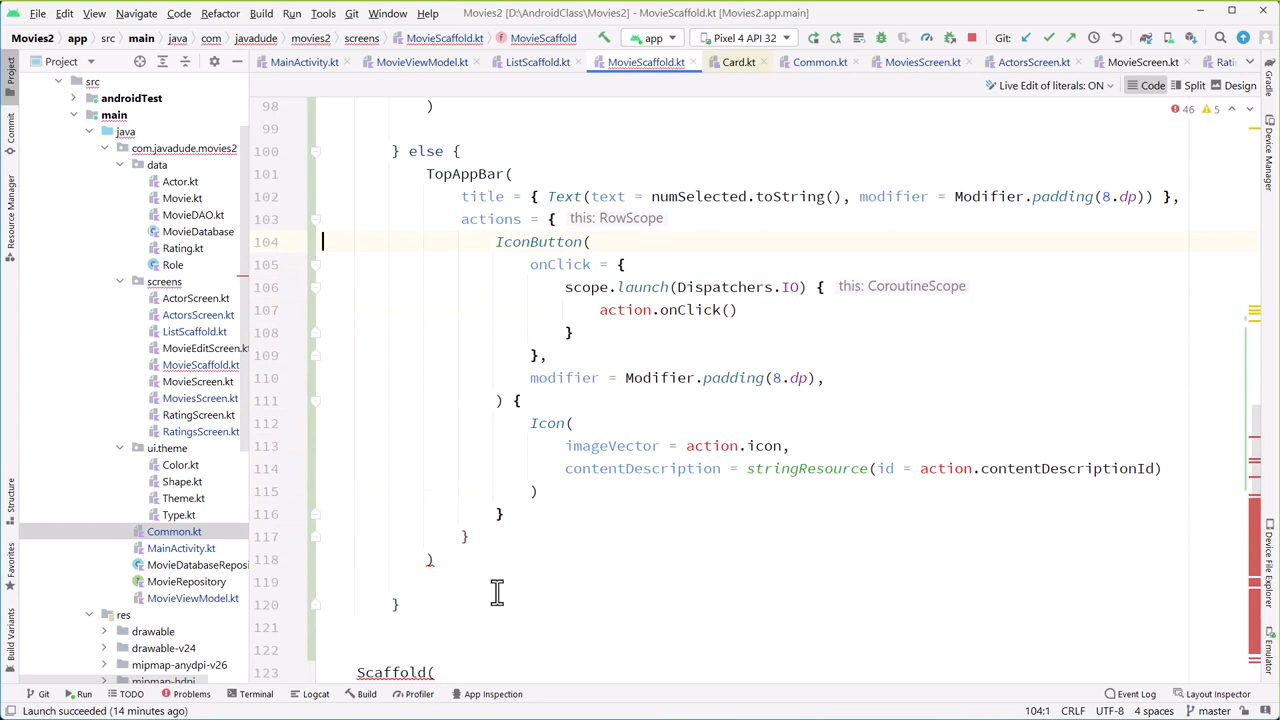 File Edit View Navigate Code Refactor Build Run Tools Git Window Help Movies2 [D:\AndroidClass\Movies2] - MovieScaffold.kt [Movies2.app.main]
Movies2 app src main java com javadude movies2 screens MovieScaffold.kt MovieScaffold app Pixel 4 API 32 Git:
Project MainActivity.kt MovieViewModel.kt ListScaffold.kt MovieScaffold.kt Card.kt Common.kt MoviesScreen.kt ActorsScreen.kt MovieScreen.kt Rati
Live Edit of literals: ON Code Split Design
46 5
src
androidTest
main
java
com.javadude.movies2
data
Actor.kt
Movie.kt
MovieDAO.kt
MovieDatabase
Rating.kt
Role
screens
ActorScreen.kt
ActorsScreen.kt
ListScaffold.kt
MovieEditScreen.kt
MovieScaffold.kt
MovieScreen.kt
MoviesScreen.kt
RatingScreen.kt
RatingsScreen.kt
ui.theme
Color.kt
Shape.kt
Theme.kt
Type.kt
Common.kt
MainActivity.kt
MovieDatabaseReposi
MovieRepository
MovieViewModel.kt
res
drawable
drawable-v24
mipmap-anydpi-v26
mipmap-hdpi
98 )
99
100 } else {
101 TopAppBar(
102 title = { Text(text = numSelected.toString(), modifier = Modifier.padding(8.dp)) },
103 actions = { this: RowScope
104 IconButton(
105 onClick = {
106 scope.launch(Dispatchers.IO) { this: CoroutineScope
107 action.onClick()
108 }
109 },
110 modifier = Modifier.padding(8.dp),
111 ) {
112 Icon(
113 imageVector = action.icon,
114 contentDescription = stringResource(id = action.contentDescriptionId)
115 )
116 }
117 }
118 )
119
120 }
121
122
123 Scaffold(
Project
Commit
Resource Manager
Structure
Favorites
Build Variants
Gradle
Device Manager
Device File Explorer
Emulator
Git Run TODO Problems Terminal Logcat Build Profiler App Inspection Event Log Layout Inspector
Launch succeeded (14 minutes ago) 104:1 CRLF UTF-8 4 spaces master